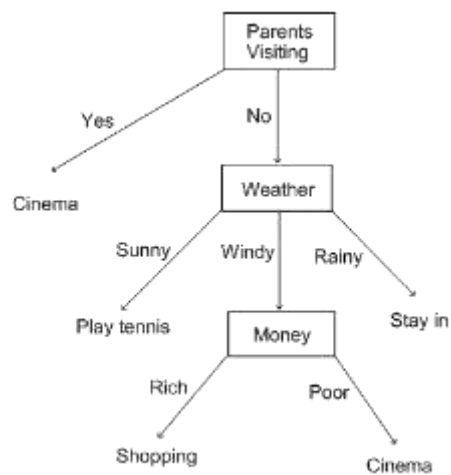 Parents
Visiting
Yes
No
Cinema
Weather
Sunny
Windy
Rainy
Play tennis
Money
Stay in
Rich
Poor
Shopping
Cinema